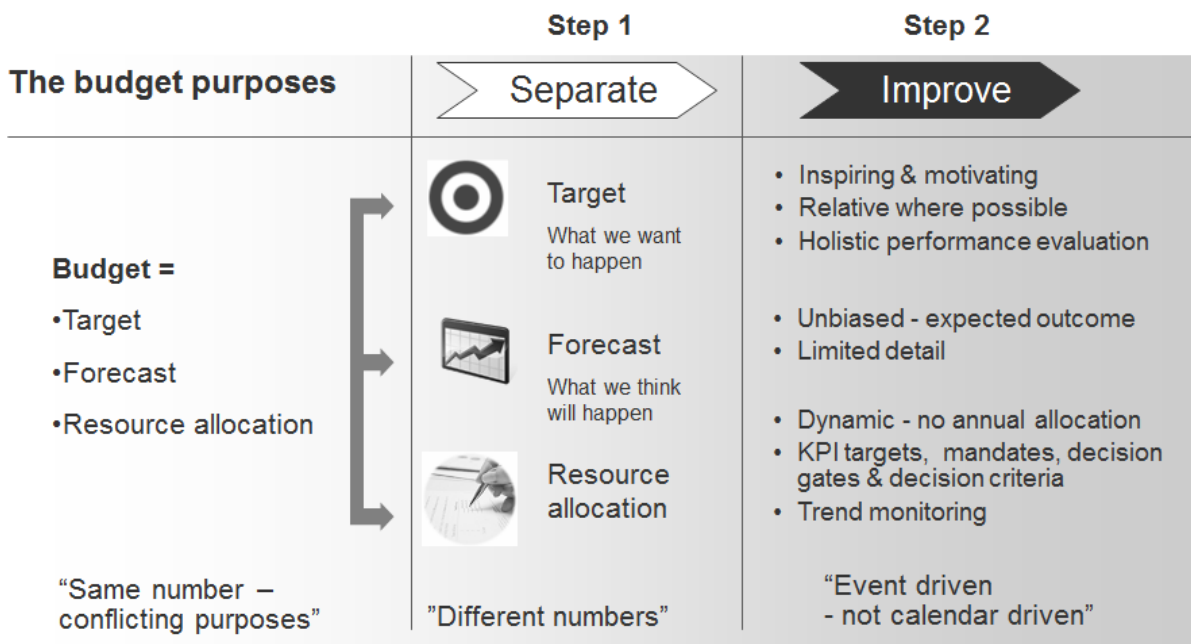 Step 1
Step 2
The budget purposes
Separate
Improve
Budget =
•Target
•Forecast
•Resource allocation
Target
What we want
to happen
• Inspiring & motivating
• Relative where possible
• Holistic performance evaluation
Forecast
What we think
will happen
• Unbiased - expected outcome
• Limited detail
Resource
allocation
• Dynamic - no annual allocation
• KPI targets, mandates, decision
gates & decision criteria
• Trend monitoring
“Same number –
conflicting purposes”
”Different numbers”
“Event driven
- not calendar driven”